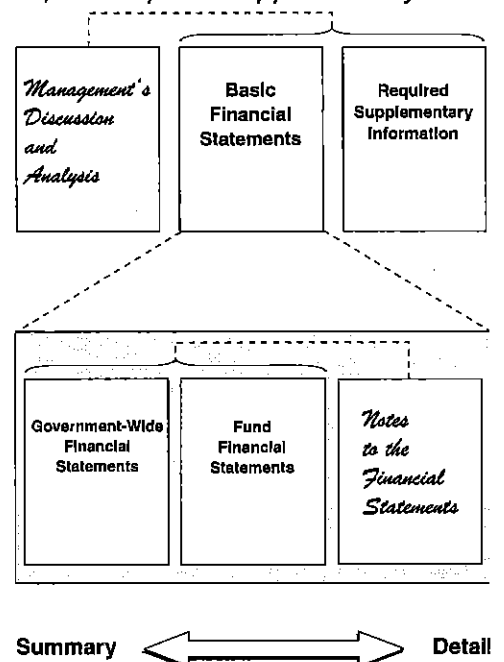 Management's
Discussion
and
Analysis
Basic
Financial
Statements
Required
Supplementary
Information
Government-Wide
Financial
Statements
Fund
Financial
Statements
Notes
to the
Financial
Statements
Summary
Detail